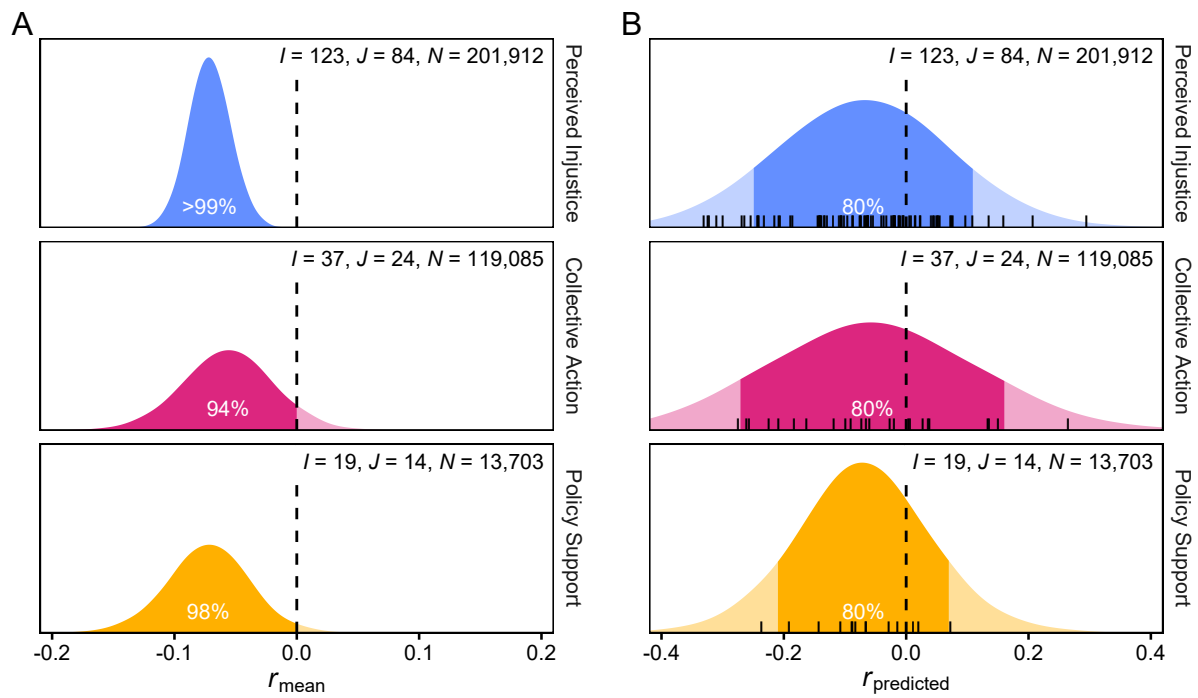 A
I = 123, J = 84, N = 201,912
>99%
Perceived Injustice
I = 37, J = 24, N = 119,085
94%
Collective Action
I = 19, J = 14, N = 13,703
98%
Policy Support
-0.2 -0.1 0.0 0.1 0.2
r mean
B
I = 123, J = 84, N = 201,912
80%
Perceived Injustice
I = 37, J = 24, N = 119,085
80%
Collective Action
I = 19, J = 14, N = 13,703
80%
Policy Support
-0.4 -0.2 0.0 0.2 0.4
r predicted